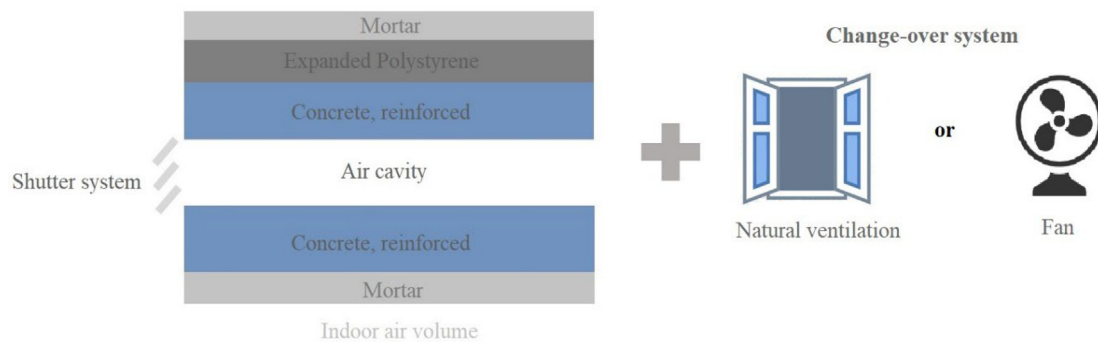 Mortar
Expanded Polystyrene
Concrete, reinforced
Shutter system
Air cavity
Concrete, reinforced
Mortar
Indoor air volume
Change-over system
or
Natural ventilation
Fan